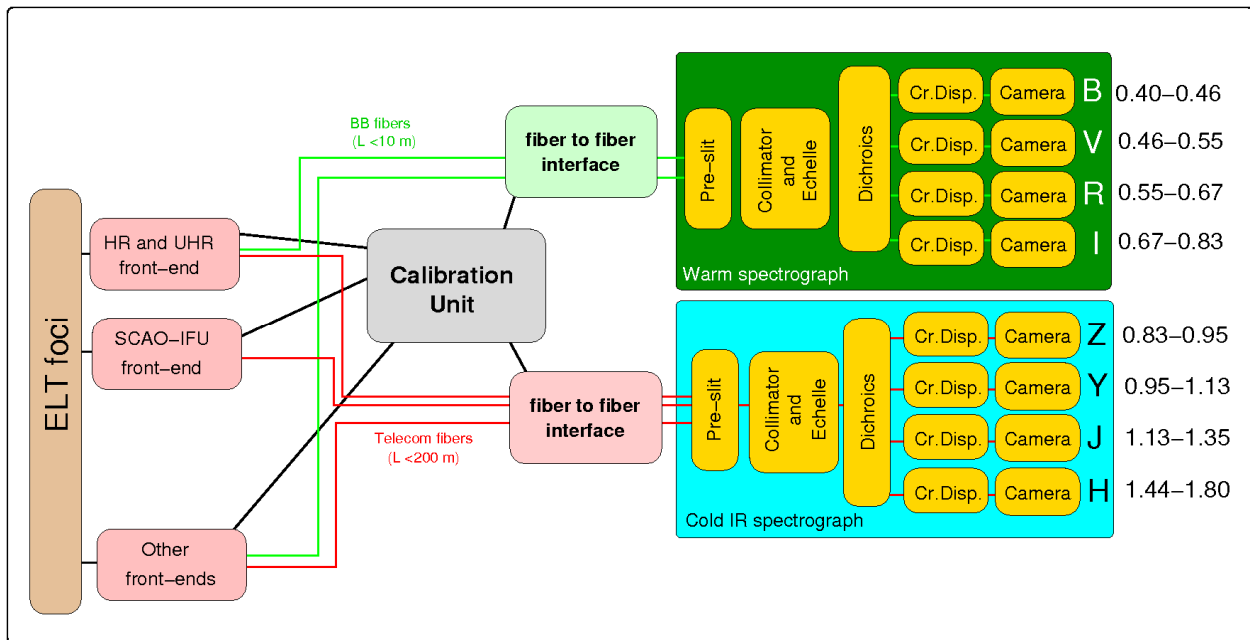 ELT foci
HR and UHR
front−end
SCAO−IFU
front−end
Other
front−ends
BB fibers
(L <10 m)
Telecom fibers
(L <200 m)
Calibration
Unit
fiber to fiber
interface
fiber to fiber
interface
Pre−slit
Collimator
and
Echelle
Dichroics
Cr.Disp.
Camera
B
0.40−0.46
Cr.Disp.
Camera
V
0.46−0.55
Cr.Disp.
Camera
R
0.55−0.67
Cr.Disp.
Camera
I
0.67−0.83
Warm spectrograph
Pre−slit
Collimator
and
Echelle
Dichroics
Cr.Disp.
Camera
Z
0.83−0.95
Cr.Disp.
Camera
Y
0.95−1.13
Cr.Disp.
Camera
J
1.13−1.35
Cr.Disp.
Camera
H
1.44−1.80
Cold IR spectrograph